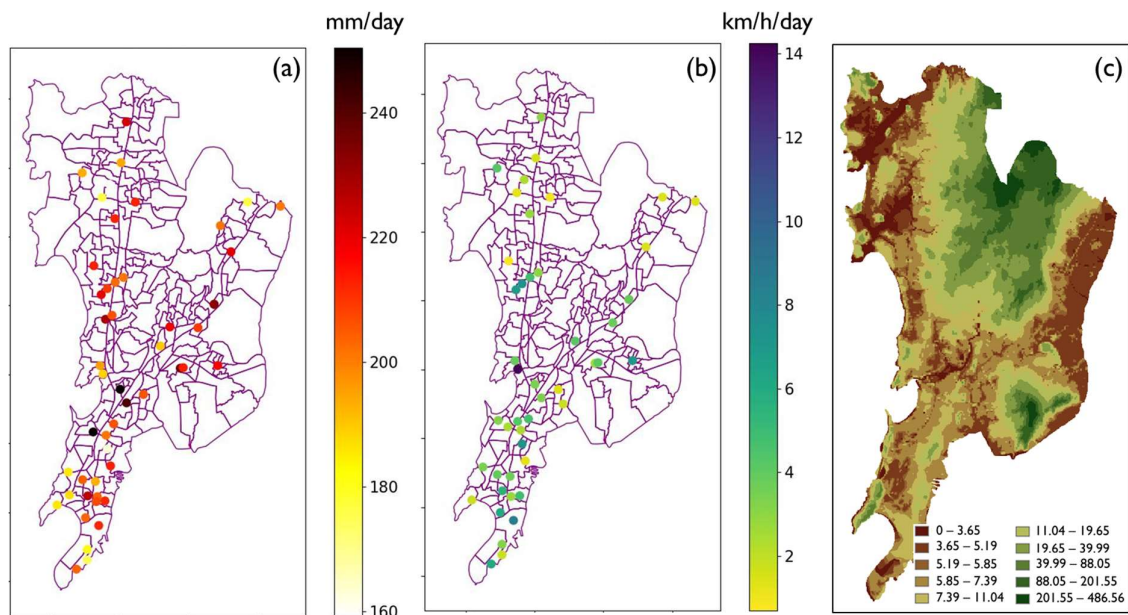 mm/day
km/h/day
(a)
(b)
(c)
240
220
200
180
160
14
12
10
8
6
4
2
0 – 3.65
3.65 – 5.19
5.19 – 5.85
5.85 – 7.39
7.39 – 11.04
11.04 – 19.65
19.65 – 39.99
39.99 – 88.05
88.05 – 201.55
201.55 – 486.56